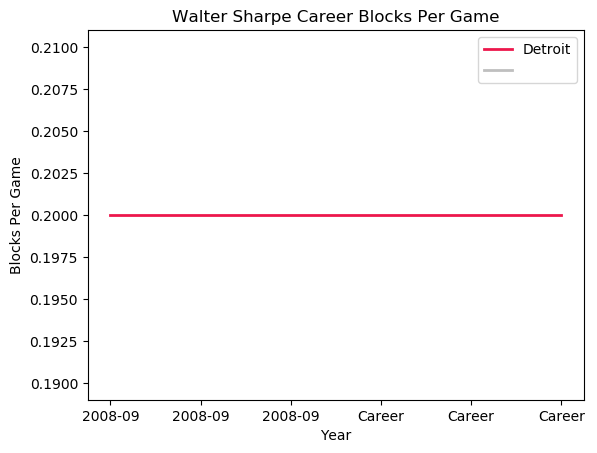 Walter Sharpe Career Blocks Per Game
Detroit
0.2100
0.2075
0.2050
0.2025
0.2000
0.1975
0.1950
0.1925
0.1900
Blocks Per Game
2008-09 2008-09 2008-09 Career Career Career
Year